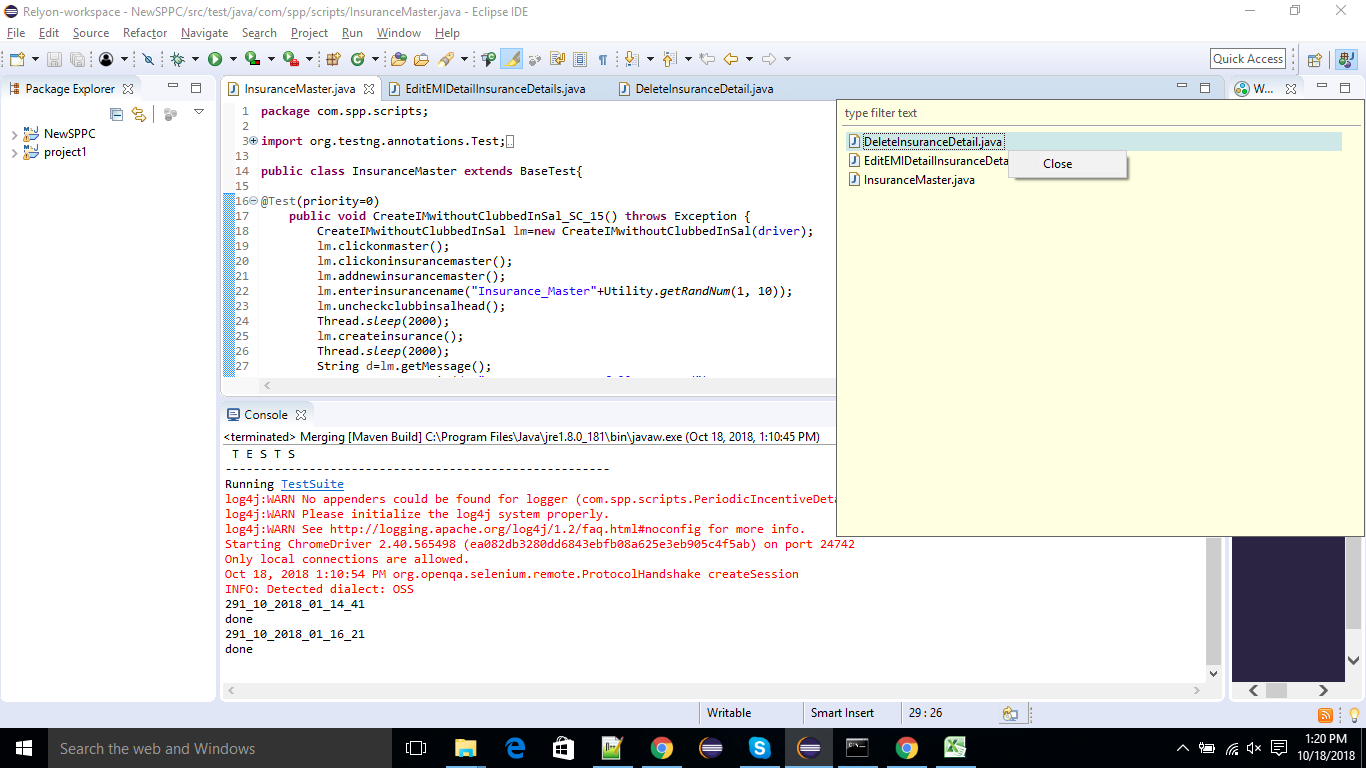 Relyon-workspace - NewSPPC/src/test/java/com/spp/scripts/InsuranceMaster.java - Eclipse IDE
File Edit Source Refactor Navigate Search Project Run Window Help
Quick Access
Package Explorer
NewSPPC
project1
InsuranceMaster.java
EditEMIDetailInsuranceDetails.java
DeleteInsuranceDetail.java
W...
1 package com.spp.scripts;
2
3 import org.testng.annotations.Test;
13
14 public class InsuranceMaster extends BaseTest{
15
16 @Test(priority=0)
17 public void CreateIMwithoutClubbedInSal_SC_15() throws Exception {
18 CreateIMwithoutClubbedInSal lm=new CreateIMwithoutClubbedInSal(driver);
19 lm.clickonmaster();
20 lm.clickoninsurancemaster();
21 lm.addnewinsurancemaster();
22 lm.enterinsurancename("Insurance_Master"+Utility.getRandNum(1, 10));
23 lm.uncheckclubbinsalhead();
24 Thread.sleep(2000);
25 lm.createinsurance();
26 Thread.sleep(2000);
27 String d=lm.getMessage();
type filter text
DeleteInsuranceDetail.java
EditEMIDetailInsuranceDeta
InsuranceMaster.java
Close
Console
<terminated> Merging [Maven Build] C:\Program Files\Java\jre1.8.0_181\bin\javaw.exe (Oct 18, 2018, 1:10:45 PM)
T E S T S
-------------------------------------------------------
Running TestSuite
log4j:WARN No appenders could be found for logger (com.spp.scripts.PeriodicIncentiveDeta
log4j:WARN Please initialize the log4j system properly.
log4j:WARN See http://logging.apache.org/log4j/1.2/faq.html#noconfig for more info.
Starting ChromeDriver 2.40.565498 (ea082db3280dd6843ebfb08a625e3eb905c4f5ab) on port 24742
Only local connections are allowed.
Oct 18, 2018 1:10:54 PM org.openqa.selenium.remote.ProtocolHandshake createSession
INFO: Detected dialect: OSS
291_10_2018_01_14_41
done
291_10_2018_01_16_21
done
Writable
Smart Insert
29 : 26
Search the web and Windows
1:20 PM
10/18/2018